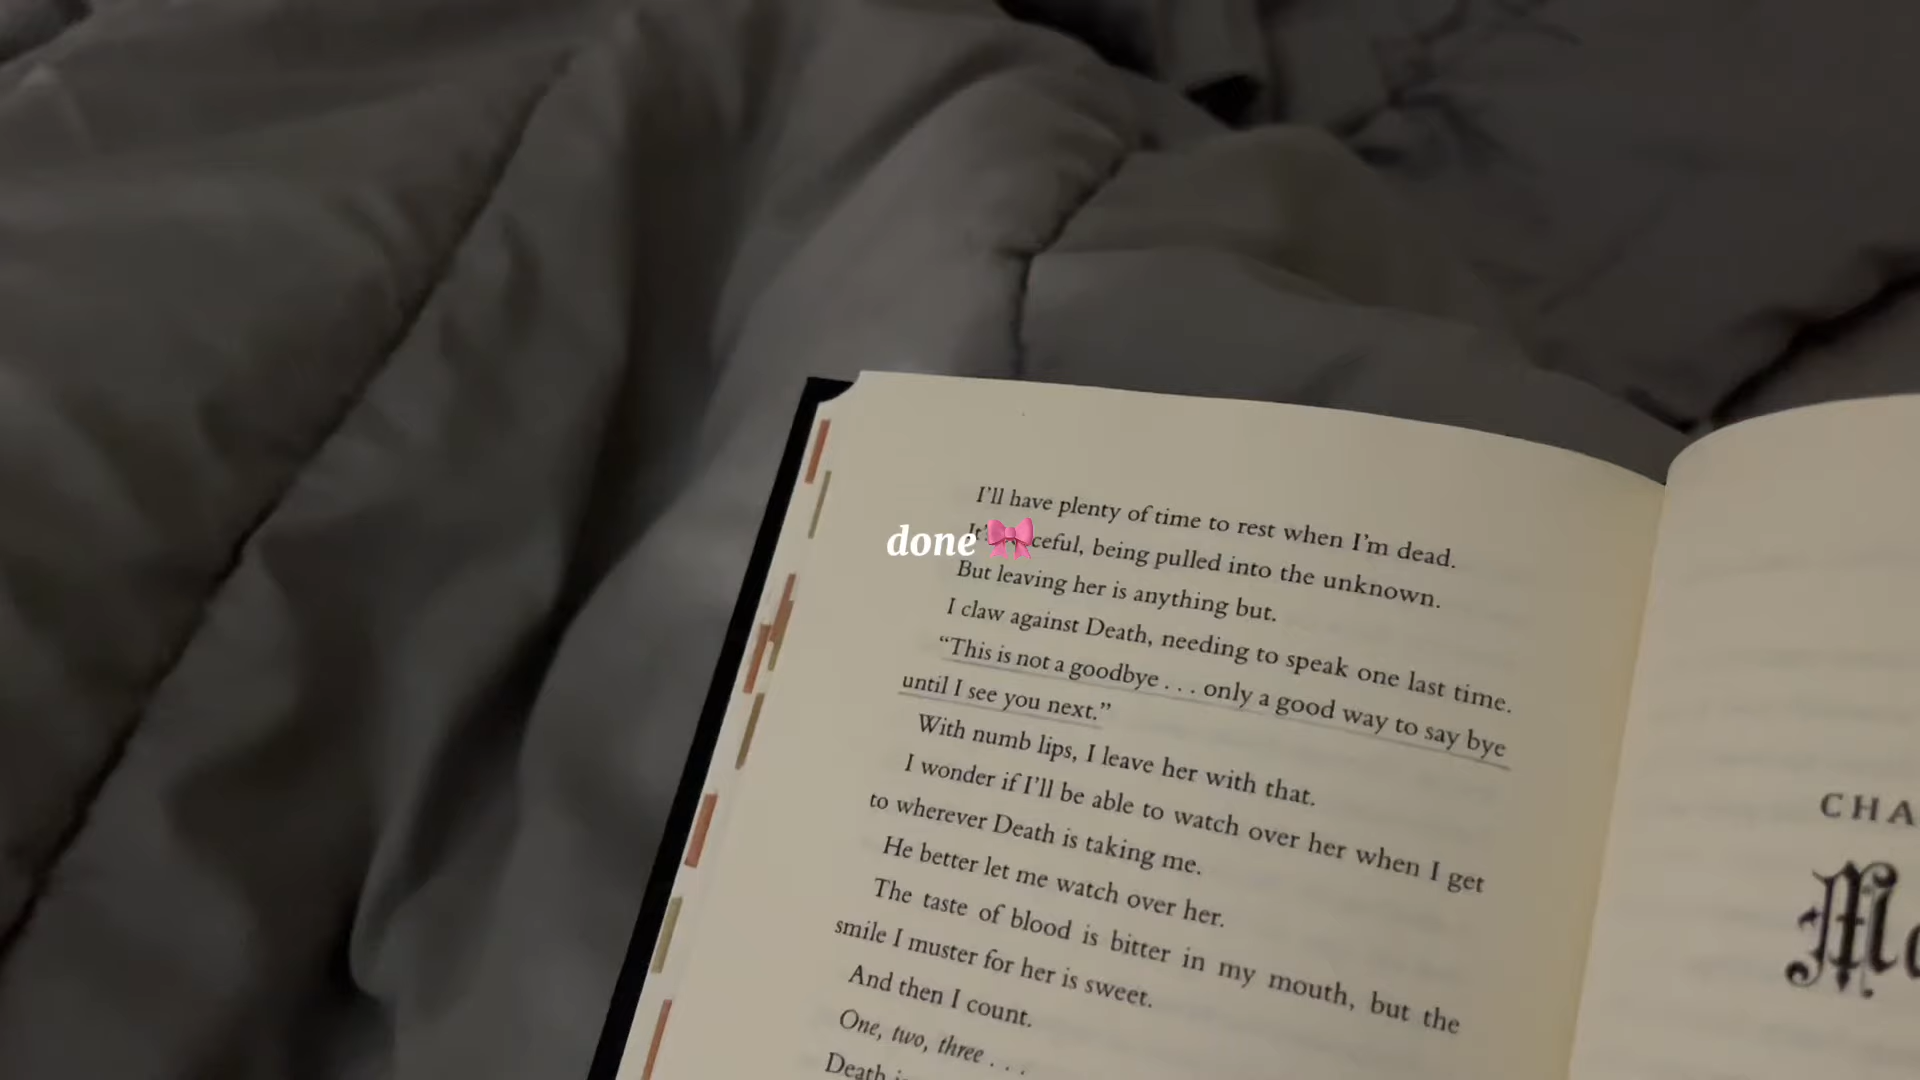 I'll have plenty of time to rest when I'm dead.
done 🎀
being pulled into the unknown.
But leaving her is anything but.
I claw against Death, needing to speak one last time.
“This is not a goodbye . . . only a good way to say bye
until I see you next.”
With numb lips, I leave her with that.
I wonder if I'll be able to watch over her when I get
to wherever Death is taking me.
He better let me watch over her.
The taste of blood is bitter in my mouth, but the
smile I muster for her is sweet.
And then I count.
One, two, three . . .
Death